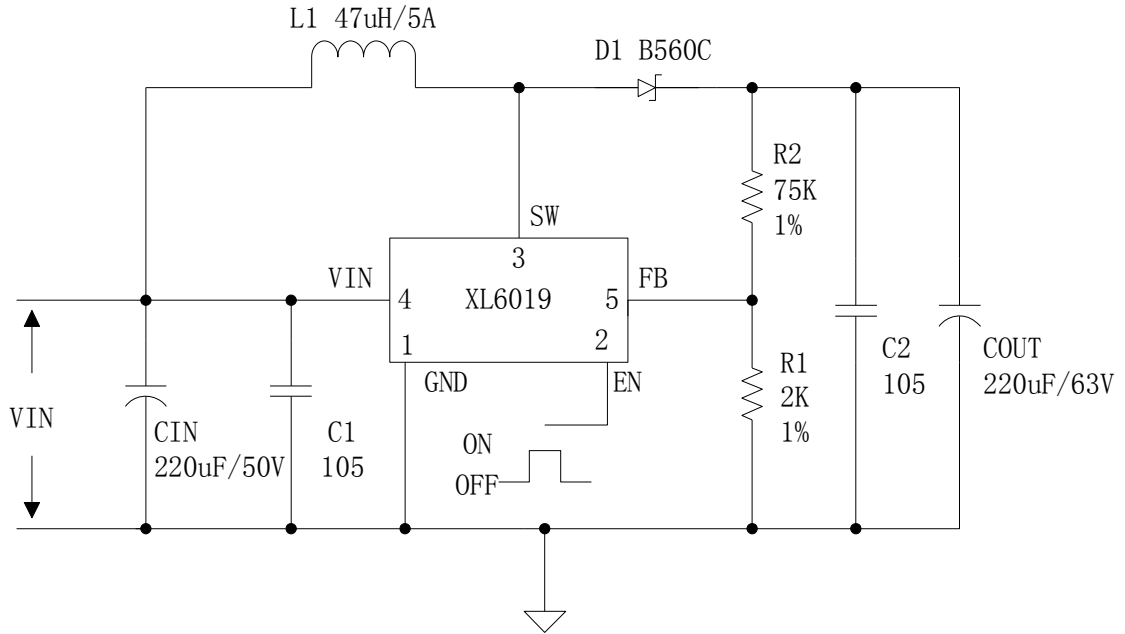 L1 47uH/5A
D1 B560C
R2
75K
1%
SW
3
VIN
4
XL6019
5
FB
1
2
GND
EN
R1
2K
1%
C2
105
COUT
220uF/63V
VIN
CIN
220uF/50V
C1
105
ON
OFF